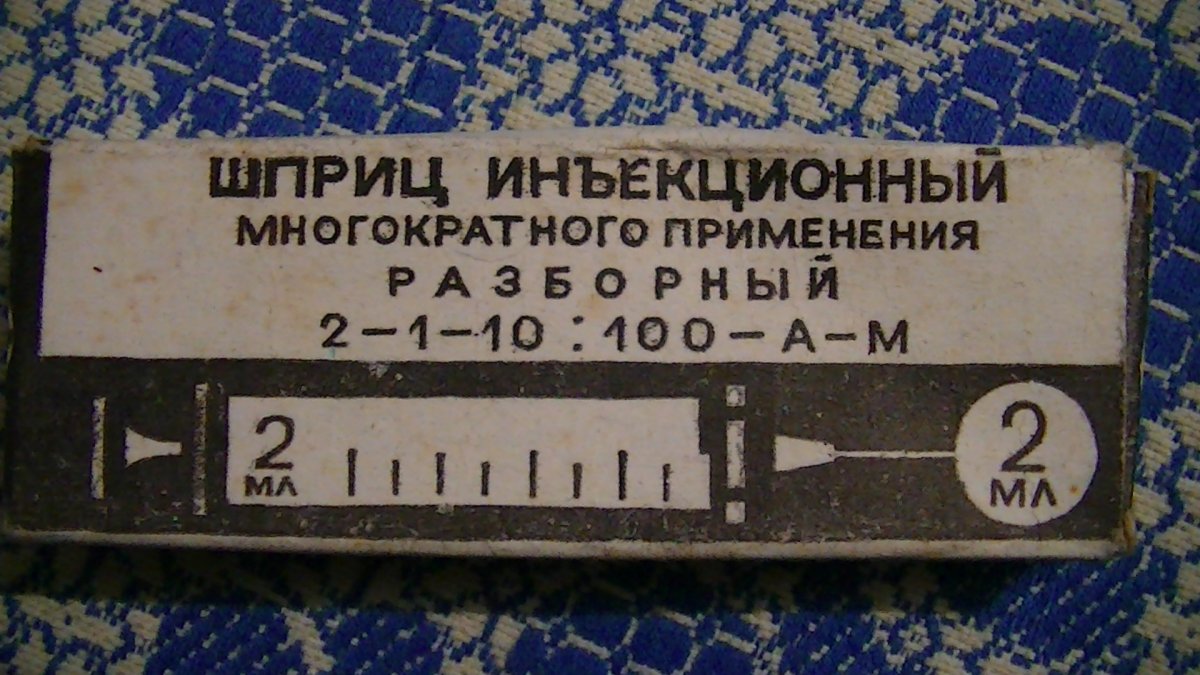 ШПРИЦ ИНЪЕКЦИОННЫЙ
МНОГОКРАТНОГО ПРИМЕНЕНИЯ
РАЗБОРНЫЙ
2-1-10:100-А-М
2
МЛ
2
МЛ